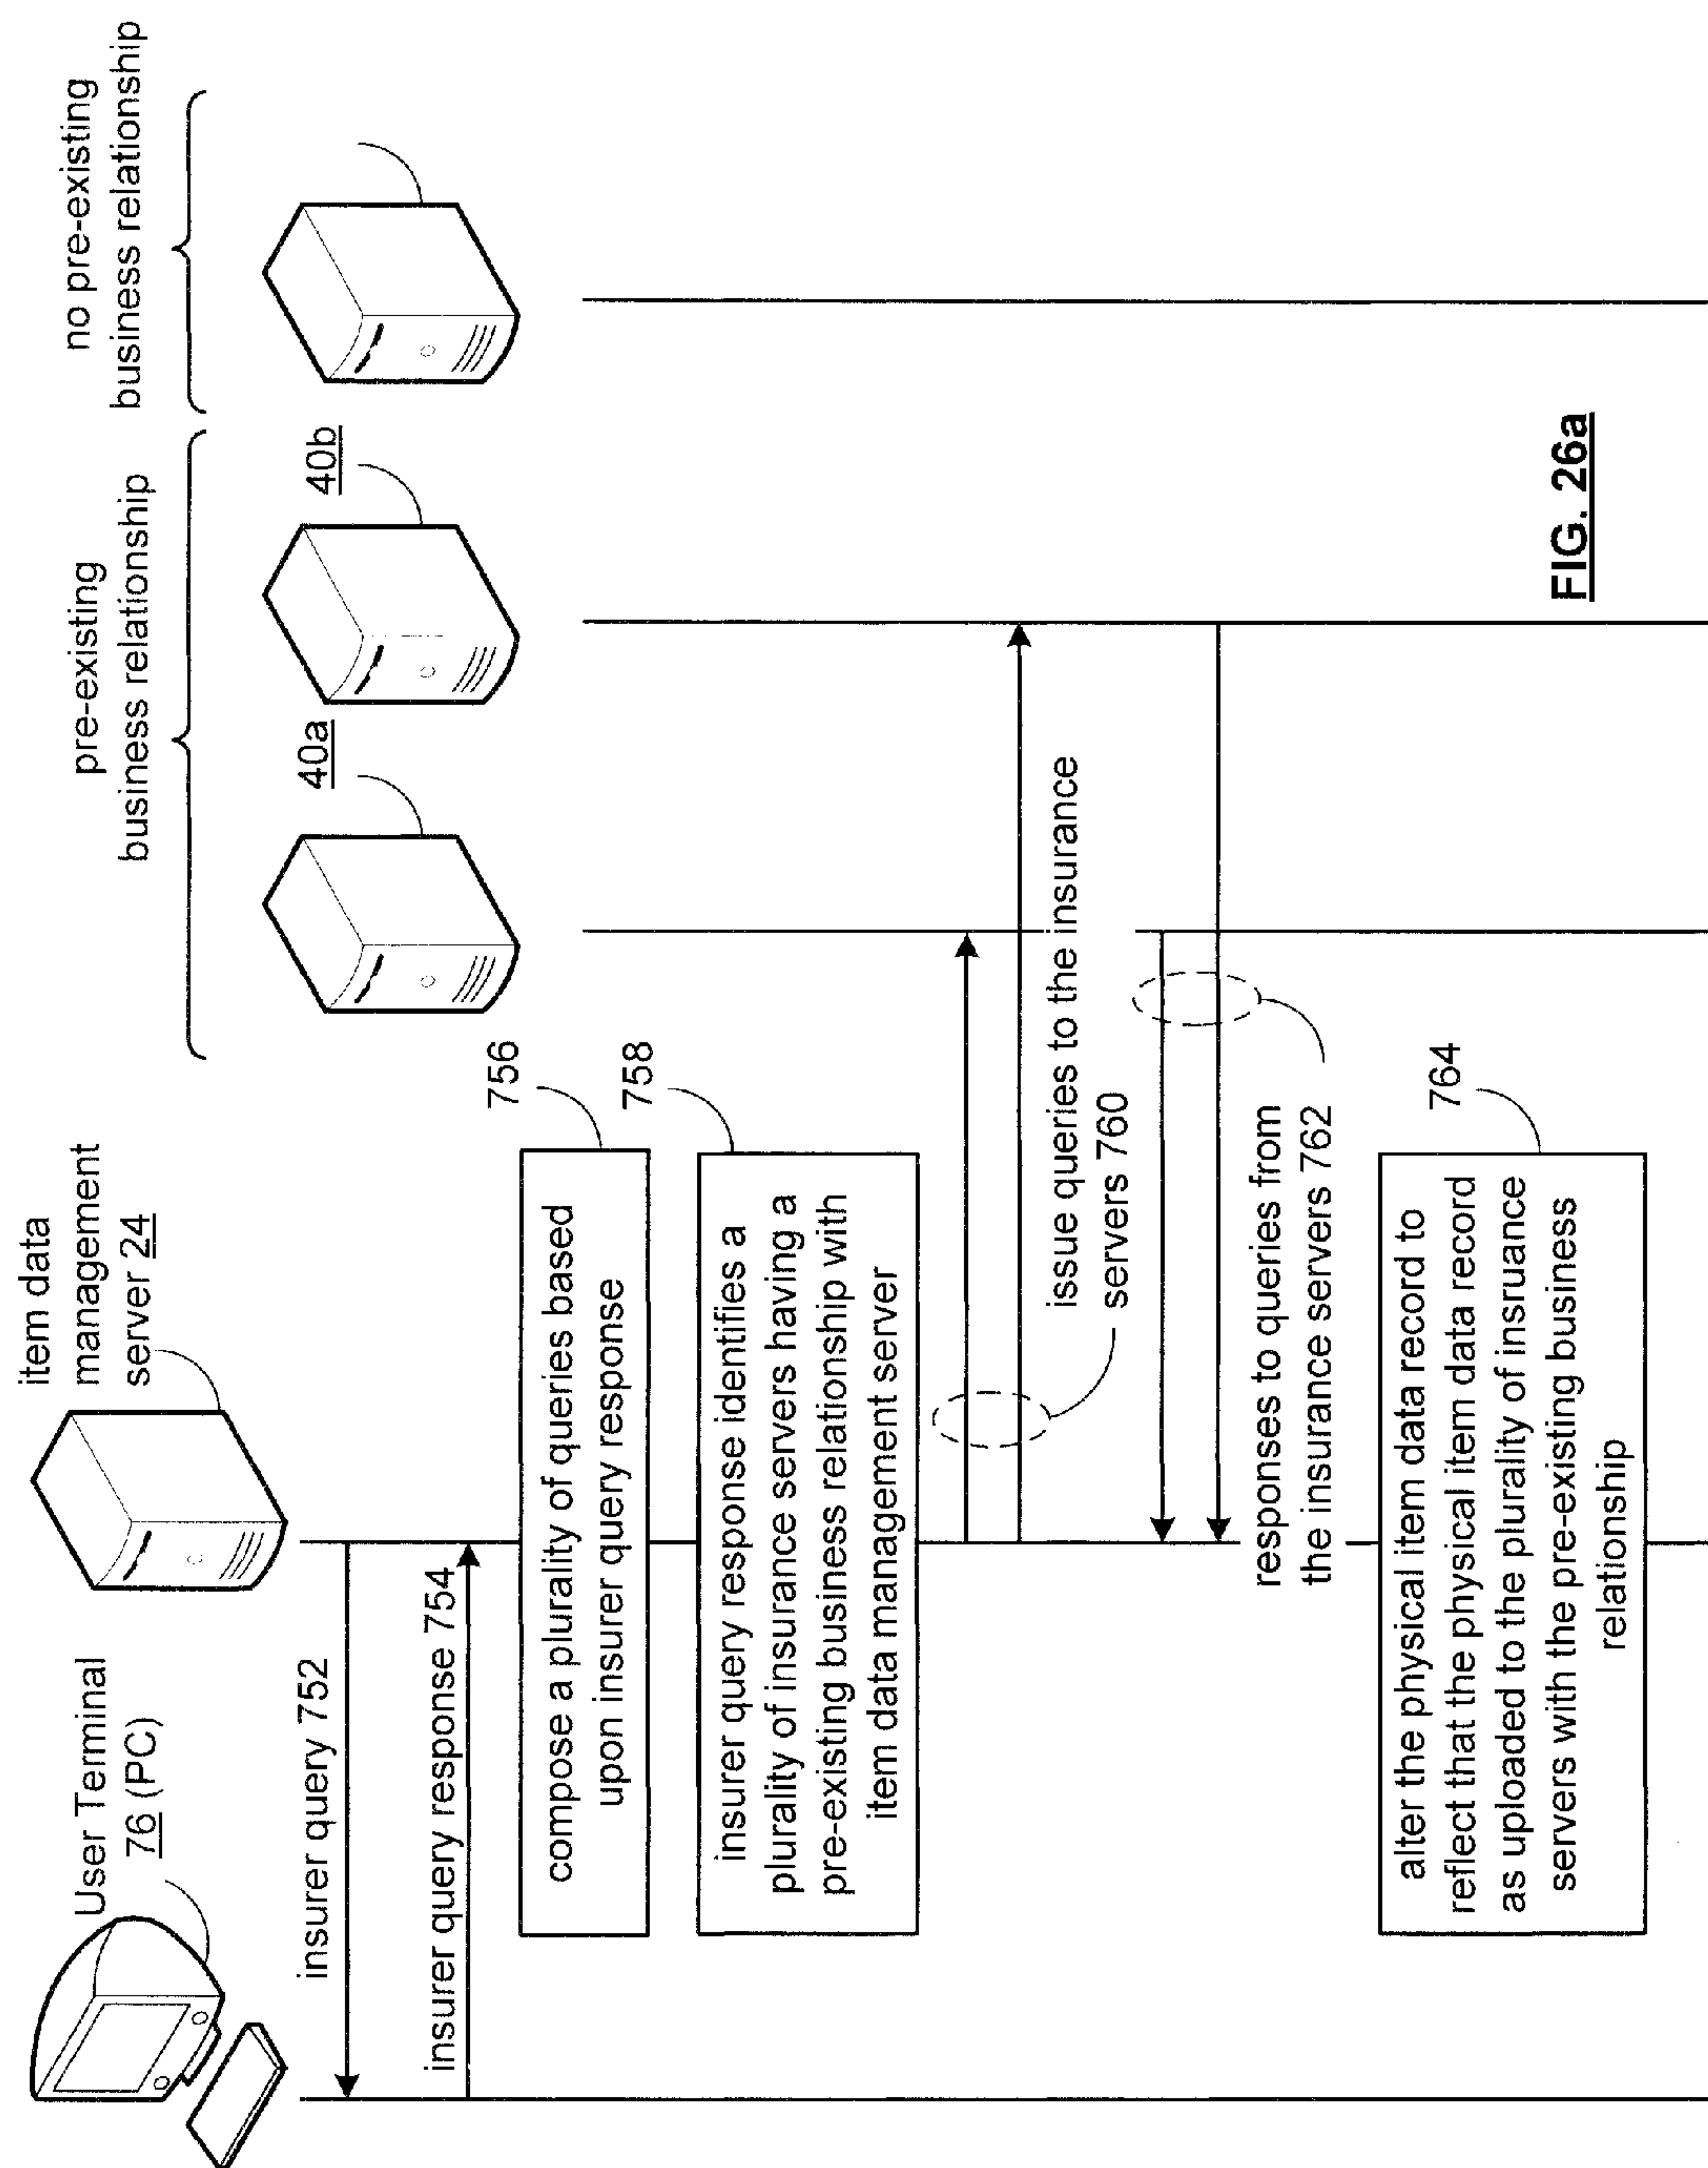 User Terminal
76 (PC)
item data
management
server 24
pre-existing
business relationship
no pre-existing
business relationship
40a
40b
insurer query 752
insurer query response 754
756
compose a plurality of queries based
upon insurer query response
758
insurer query response identifies a
plurality of insurance servers having a
pre-existing business relationship with
item data management server
issue queries to the insurance
servers 760
responses to queries from
the insurance servers 762
764
alter the physical item data record to
reflect that the physical item data record
as uploaded to the plurality of insuance
servers with the pre-existing business
relationship
FIG. 26a